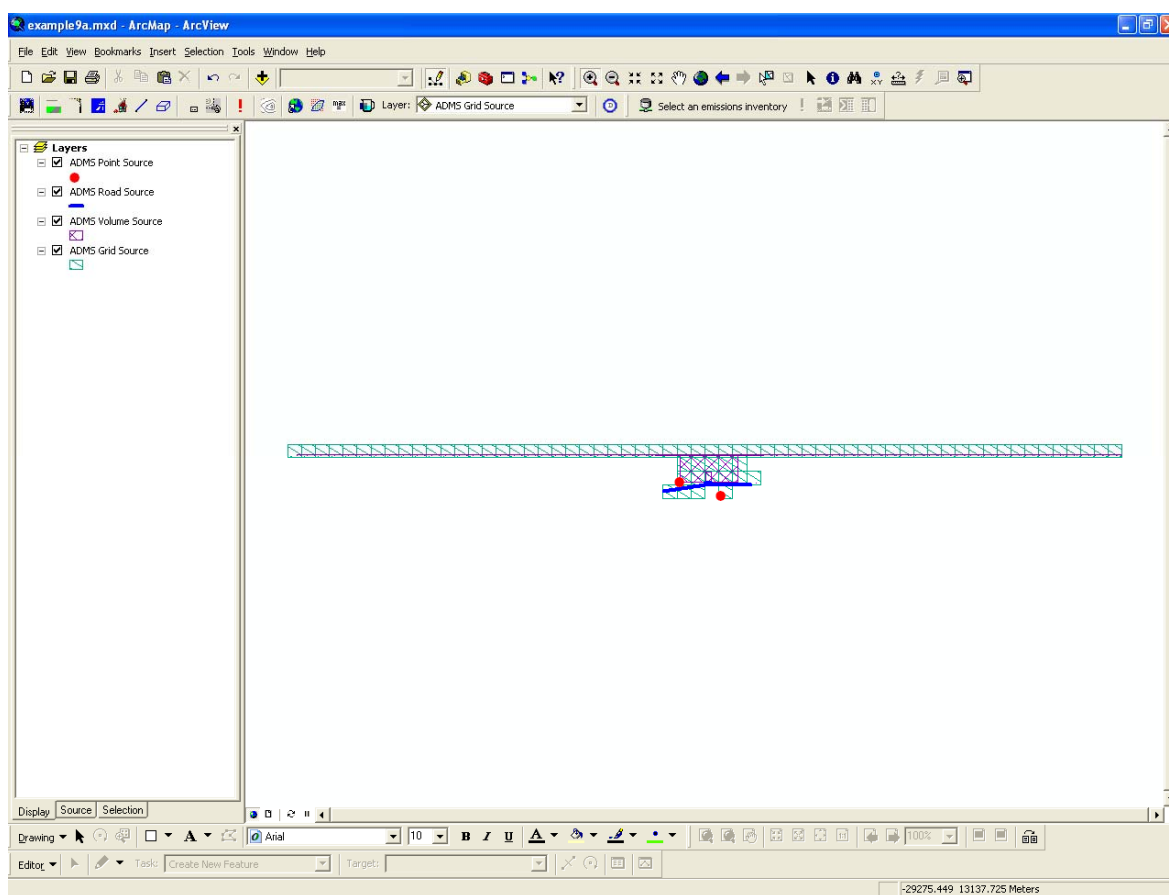 example9a.mxd - ArcMap - ArcView
File Edit View Bookmarks Insert Selection Tools Window Help
Layer: ADMS Grid Source Select an emissions inventory
Layers
ADMS Point Source
ADMS Road Source
ADMS Volume Source
ADMS Grid Source
Display Source Selection
Drawing A Arial 10 B I U A 100%
Editor Task: Create New Feature Target:
-29275.449 13137.725 Meters